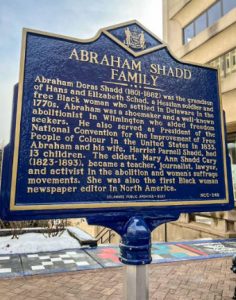 ABRAHAM SHADD
FAMILY
Abraham Doras Shadd (1801-1882) was the grandson
of Hans and Elizabeth Schad, a Hessian soldier and
free Black woman who settled in Delaware in the
1770s. Abraham was a shoemaker and a well-known
abolitionist in Wilmington who aided freedom
seekers. He also served as President of the
National Convention for the Improvement of Free
People of Colour in the United States in 1833.
Abraham and his wife, Harriet Parnell Shadd, had
13 children. The eldest, Mary Ann Shadd Cary
(1823-1893), became a teacher, journalist, lawyer
and activist in the abolition and women's suffrage
movements. She was also the first Black woman
newspaper editor in North America.
DELAWARE PUBLIC ARCHIVES